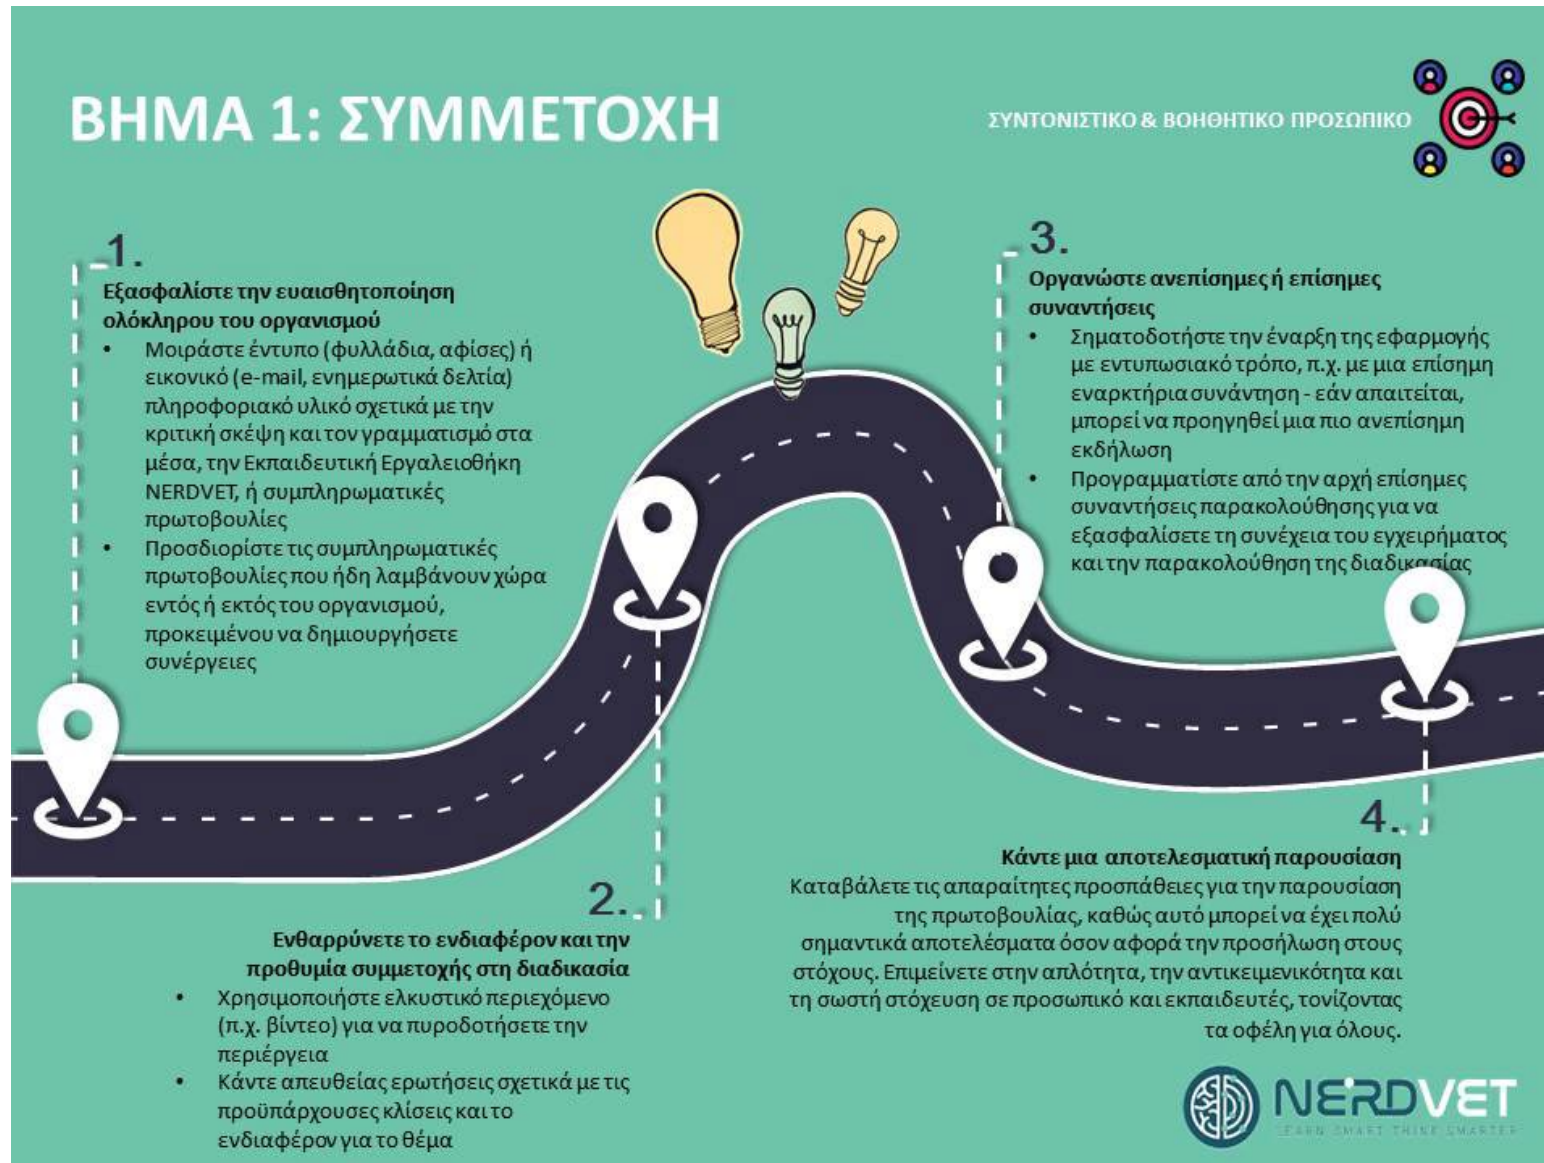 ΒΗΜΑ 1: ΣΥΜΜΕΤΟΧΗ
ΣΥΝΤΟΝΙΣΤΙΚΟ & ΒΟΗΘΗΤΙΚΟ ΠΡΟΣΩΠΙΚΟ
1.
Εξασφαλίστε την ευαισθητοποίηση
ολόκληρου του οργανισμού
• Μοιράστε έντυπο (φυλλάδια, αφίσες) ή
εικονικό (e-mail, ενημερωτικά δελτία)
πληροφοριακό υλικό σχετικά με την
κριτική σκέψη και τον γραμματισμό στα
μέσα, την Εκπαιδευτική Εργαλειοθήκη
NERDVET, ή συμπληρωματικές
πρωτοβουλίες
• Προσδιορίστε τις συμπληρωματικές
πρωτοβουλίες που ήδη λαμβάνουν χώρα
εντός ή εκτός του οργανισμού,
προκειμένου να δημιουργήσετε
συνέργειες
2.
Ενθαρρύνετε το ενδιαφέρον και την
προθυμία συμμετοχής στη διαδικασία
• Χρησιμοποιήστε ελκυστικό περιεχόμενο
(π.χ. βίντεο) για να πυροδοτήσετε την
περιέργεια
• Κάντε απευθείας ερωτήσεις σχετικά με τις
προϋπάρχουσες κλίσεις και το
ενδιαφέρον για το θέμα
3.
Οργανώστε ανεπίσημες ή επίσημες
συναντήσεις
• Σηματοδοτήστε την έναρξη της εφαρμογής
με εντυπωσιακό τρόπο, π.χ. με μια επίσημη
εναρκτήρια συνάντηση - εάν απαιτείται,
μπορεί να προηγηθεί μια πιο ανεπίσημη
εκδήλωση
• Προγραμματίστε από την αρχή επίσημες
συναντήσεις παρακολούθησης για να
εξασφαλίσετε τη συνέχεια του εγχειρήματος
και την παρακολούθηση της διαδικασίας
4.
Κάντε μια αποτελεσματική παρουσίαση
Καταβάλετε τις απαραίτητες προσπάθειες για την παρουσίαση
της πρωτοβουλίας, καθώς αυτό μπορεί να έχει πολύ
σημαντικά αποτελέσματα όσον αφορά την προσήλωση στους
στόχους. Επιμείνετε στην απλότητα, την αντικειμενικότητα και
τη σωστή στόχευση σε προσωπικό και εκπαιδευτές, τονίζοντας
τα οφέλη για όλους.
NERDVET
LEARN SMART THINK SMARTER